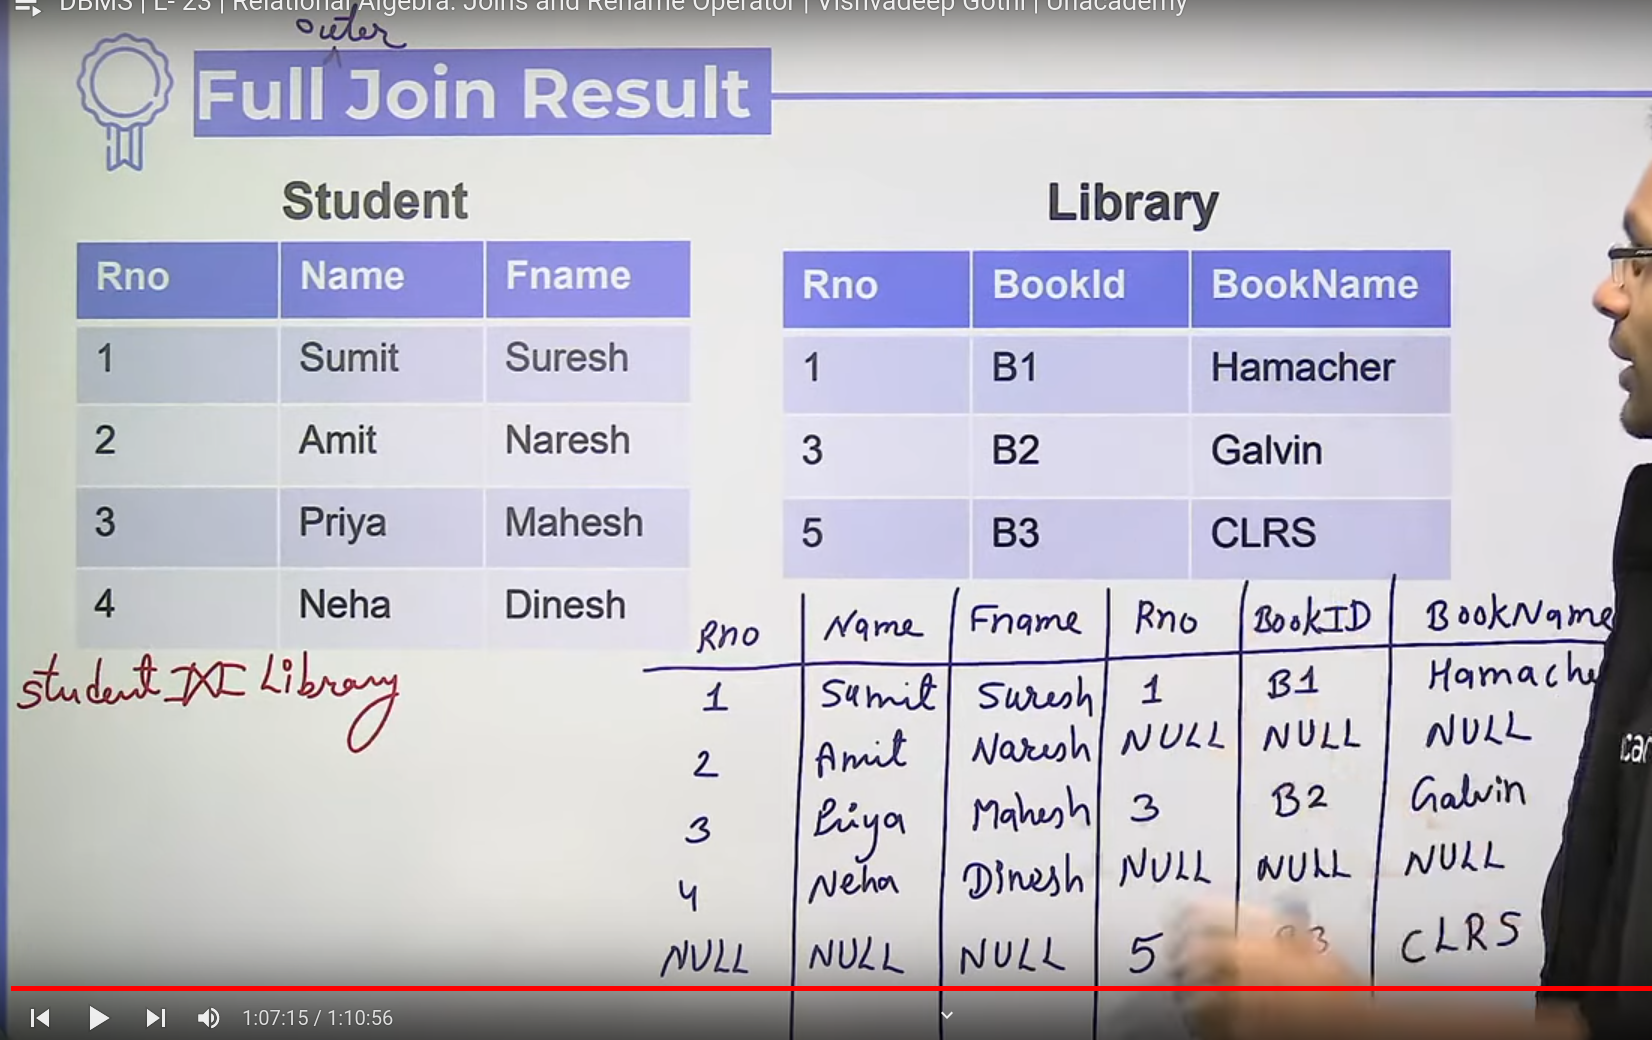 DBMS | L- 23 | Relational Algebra: Joins and Rename Operator | Vishvadeep Gothi | Unacademy
outer
Full Join Result
Student
Rno Name Fname
1 Sumit Suresh
2 Amit Naresh
3 Priya Mahesh
4 Neha Dinesh
Library
Rno BookId BookName
1 B1 Hamacher
3 B2 Galvin
5 B3 CLRS
student ⟗ Library
Rno Name Fname Rno BookID BookName
1 Sumit Suresh 1 B1 Hamache
2 Amit Naresh NULL NULL NULL
3 Priya Mahesh 3 B2 Galvin
4 Neha Dinesh NULL NULL NULL
NULL NULL NULL 5 B3 CLRS
1:07:15 / 1:10:56